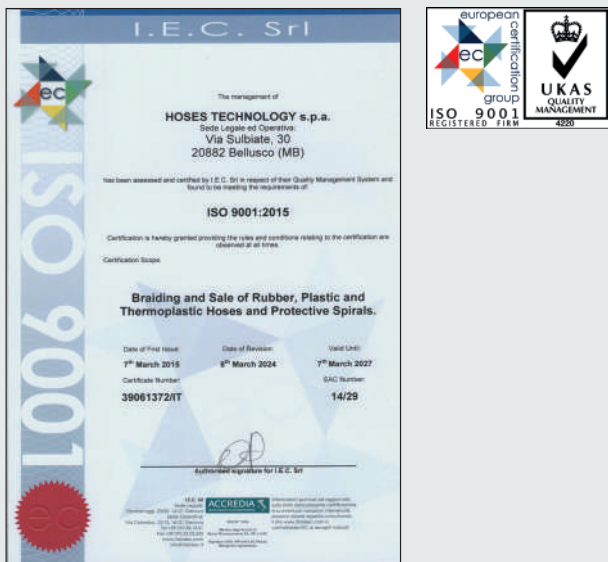 I.E.C. Srl
ec
The management of
HOSES TECHNOLOGY s.p.a.
Sede Legale ed Operativa:
Via Sulbiate, 30
20882 Bellusco (MB)
has been assessed and certified by I.E.C. Srl in respect of their Quality Management System and
found to be meeting the requirements of:
ISO 9001:2015
Certification is hereby granted providing the rules and conditions relating to the certification are
observed at all times.
Certification Scope
Braiding and Sale of Rubber, Plastic and
Thermoplastic Hoses and Protective Spirals.
Date of First Issue: Date of Revision: Valid Until:
7th March 2015 6th March 2024 7th March 2027
Certificate Number: EAC Number:
39061372/IT 14/29
Authorised signature for I.E.C. Srl
I.E.C. Srl
ACCREDIA
ISO 9001
ec
european
certification
group
ec
ISO 9001
REGISTERED FIRM
UKAS
QUALITY
MANAGEMENT
4220